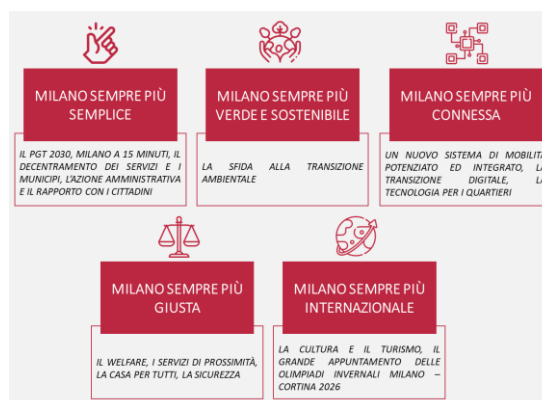 MILANO SEMPRE PIÙ
SEMPLICE
IL PGT 2030, MILANO A 15 MINUTI, IL
DECENTRAMENTO DEI SERVIZI E I
MUNICIPI, L'AZIONE AMMINISTRATIVA
E IL RAPPORTO CON I CITTADINI
MILANO SEMPRE PIÙ
VERDE E SOSTENIBILE
LA SFIDA ALLA TRANSIZIONE
AMBIENTALE
MILANO SEMPRE PIÙ
CONNESSA
UN NUOVO SISTEMA DI MOBILITÀ
POTENZIATO ED INTEGRATO, LA
TRANSIZIONE DIGITALE, LA
TECNOLOGIA PER I QUARTIERI
MILANO SEMPRE PIÙ
GIUSTA
IL WELFARE, I SERVIZI DI PROSSIMITÀ,
LA CASA PER TUTTI, LA SICUREZZA
MILANO SEMPRE PIÙ
INTERNAZIONALE
LA CULTURA E IL TURISMO, IL
GRANDE APPUNTAMENTO DELLE
OLIMPIADI INVERNALI MILANO –
CORTINA 2026